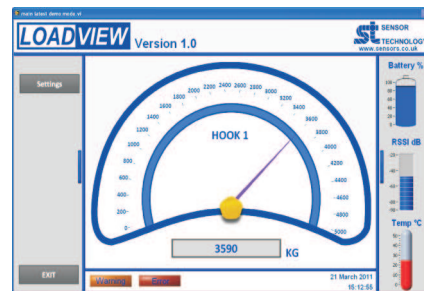 main latest demo mode v1
LOADVIEW Version 1.0
SENSOR
TECHNOLOGY
www.sensors.co.uk
Settings
Battery %
HOOK 1
200
400
600
800
1000
1200
1400
1600
1800
2000
2200 2400 2600 2800
3000
3200
3400
3600
3800
4000
4200
4400
4600
4800
5000
RSSI dB
3590 KG
Temp °C
EXIT
Warning
Error
21 March 2011
15:12:55